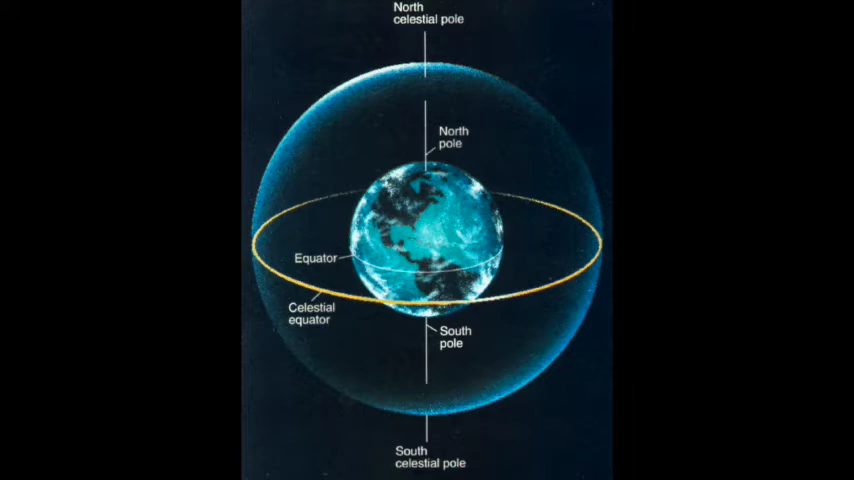 North
celestial pole
North
pole
Equator
Celestial
equator
South
pole
South
celestial pole